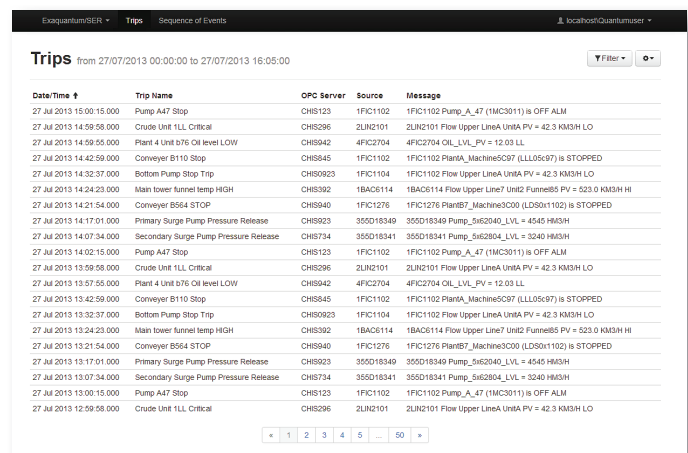 Exaquantum/SER Trips Sequence of Events localhost\Quantumuser
Trips from 27/07/2013 00:00:00 to 27/07/2013 16:05:00
Filter
Date/Time Trip Name OPC Server Source Message
27 Jul 2013 15:00:15.000 Pump A47 Stop CHIS123 1FIC1102 1FIC1102 Pump_A_47 (1MC3011) is OFF ALM
27 Jul 2013 14:59:58.000 Crude Unit 1LL Critical CHIS296 2LIN2101 2LIN2101 Flow Upper LineA UnitA PV = 42.3 KM3/H LO
27 Jul 2013 14:59:55.000 Plant 4 Unit b76 Oil level LOW CHIS942 4FIC2704 4FIC2704 OIL_LVL_PV = 12.03 LL
27 Jul 2013 14:42:59.000 Conveyer B110 Stop CHIS845 1FIC1102 1FIC1102 PlantA_Machine5C97 (LLL05c97) is STOPPED
27 Jul 2013 14:32:37.000 Bottom Pump Stop Trip CHIS0923 1FIC1104 1FIC1102 Flow Upper LineA UnitA PV = 42.3 KM3/H LO
27 Jul 2013 14:24:23.000 Main tower funnel temp HIGH CHIS392 1BAC6114 1BAC6114 Flow Upper Line7 Unit2 Funnel85 PV = 523.0 KM3/H HI
27 Jul 2013 14:21:54.000 Conveyer B564 STOP CHIS940 1FIC1276 1FIC1276 PlantB7_Machine3C00 (LDS0x1102) is STOPPED
27 Jul 2013 14:17:01.000 Primary Surge Pump Pressure Release CHIS923 355D18349 355D18349 Pump_5x62040_LVL = 4545 HM3/H
27 Jul 2013 14:07:34.000 Secondary Surge Pump Pressure Release CHIS734 355D18341 355D18341 Pump_5x62804_LVL = 3240 HM3/H
27 Jul 2013 14:02:15.000 Pump A47 Stop CHIS123 1FIC1102 1FIC1102 Pump_A_47 (1MC3011) is OFF ALM
27 Jul 2013 13:59:58.000 Crude Unit 1LL Critical CHIS296 2LIN2101 2LIN2101 Flow Upper LineA UnitA PV = 42.3 KM3/H LO
27 Jul 2013 13:57:55.000 Plant 4 Unit b76 Oil level LOW CHIS942 4FIC2704 4FIC2704 OIL_LVL_PV = 12.03 LL
27 Jul 2013 13:42:59.000 Conveyer B110 Stop CHIS845 1FIC1102 1FIC1102 PlantA_Machine5C97 (LLL05c97) is STOPPED
27 Jul 2013 13:32:37.000 Bottom Pump Stop Trip CHIS0923 1FIC1104 1FIC1102 Flow Upper LineA UnitA PV = 42.3 KM3/H LO
27 Jul 2013 13:24:23.000 Main tower funnel temp HIGH CHIS392 1BAC6114 1BAC6114 Flow Upper Line7 Unit2 Funnel85 PV = 523.0 KM3/H HI
27 Jul 2013 13:21:54.000 Conveyer B564 STOP CHIS940 1FIC1276 1FIC1276 PlantB7_Machine3C00 (LDS0x1102) is STOPPED
27 Jul 2013 13:17:01.000 Primary Surge Pump Pressure Release CHIS923 355D18349 355D18349 Pump_5x62040_LVL = 4545 HM3/H
27 Jul 2013 13:07:34.000 Secondary Surge Pump Pressure Release CHIS734 355D18341 355D18341 Pump_5x62804_LVL = 3240 HM3/H
27 Jul 2013 13:00:15.000 Pump A47 Stop CHIS123 1FIC1102 1FIC1102 Pump_A_47 (1MC3011) is OFF ALM
27 Jul 2013 12:59:58.000 Crude Unit 1LL Critical CHIS296 2LIN2101 2LIN2101 Flow Upper LineA UnitA PV = 42.3 KM3/H LO
« 1 2 3 4 5 ... 50 »